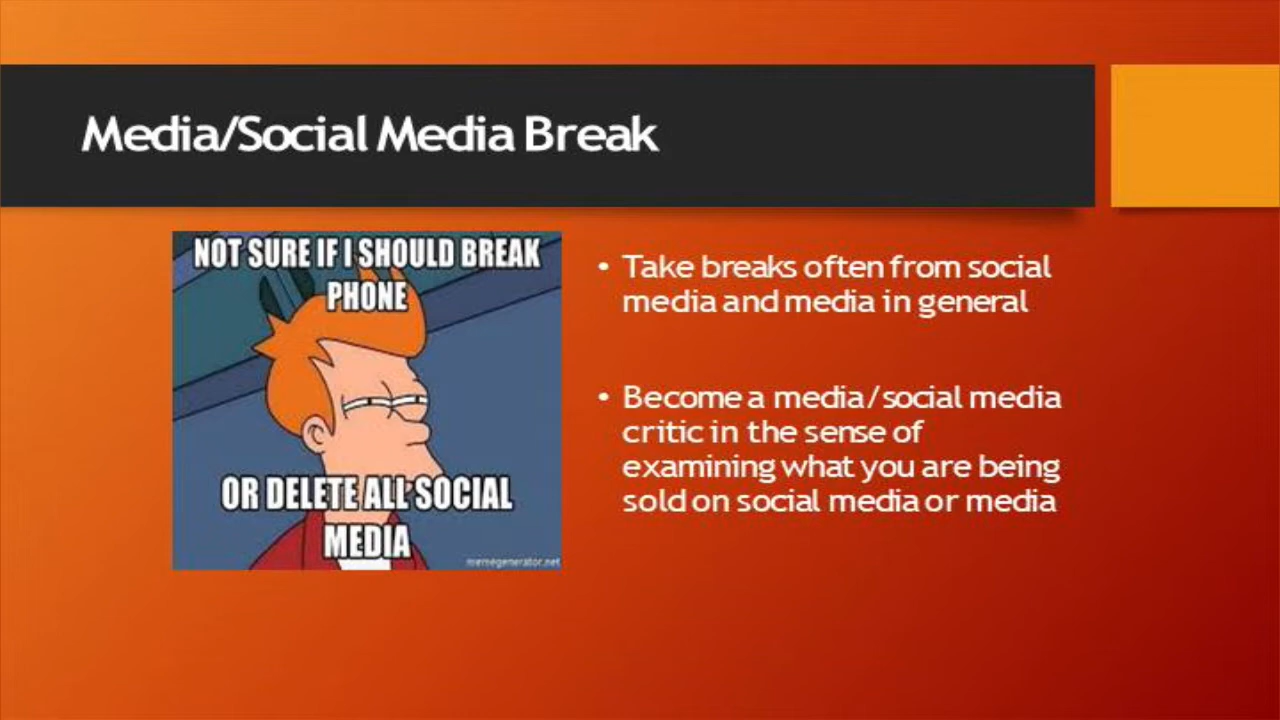 Media/Social Media Break
NOT SURE IF I SHOULD BREAK
PHONE
OR DELETE ALL SOCIAL
MEDIA
memegenerator.net
• Take breaks often from social
media and media in general
• Become a media/social media
critic in the sense of
examining what you are being
sold on social media or media